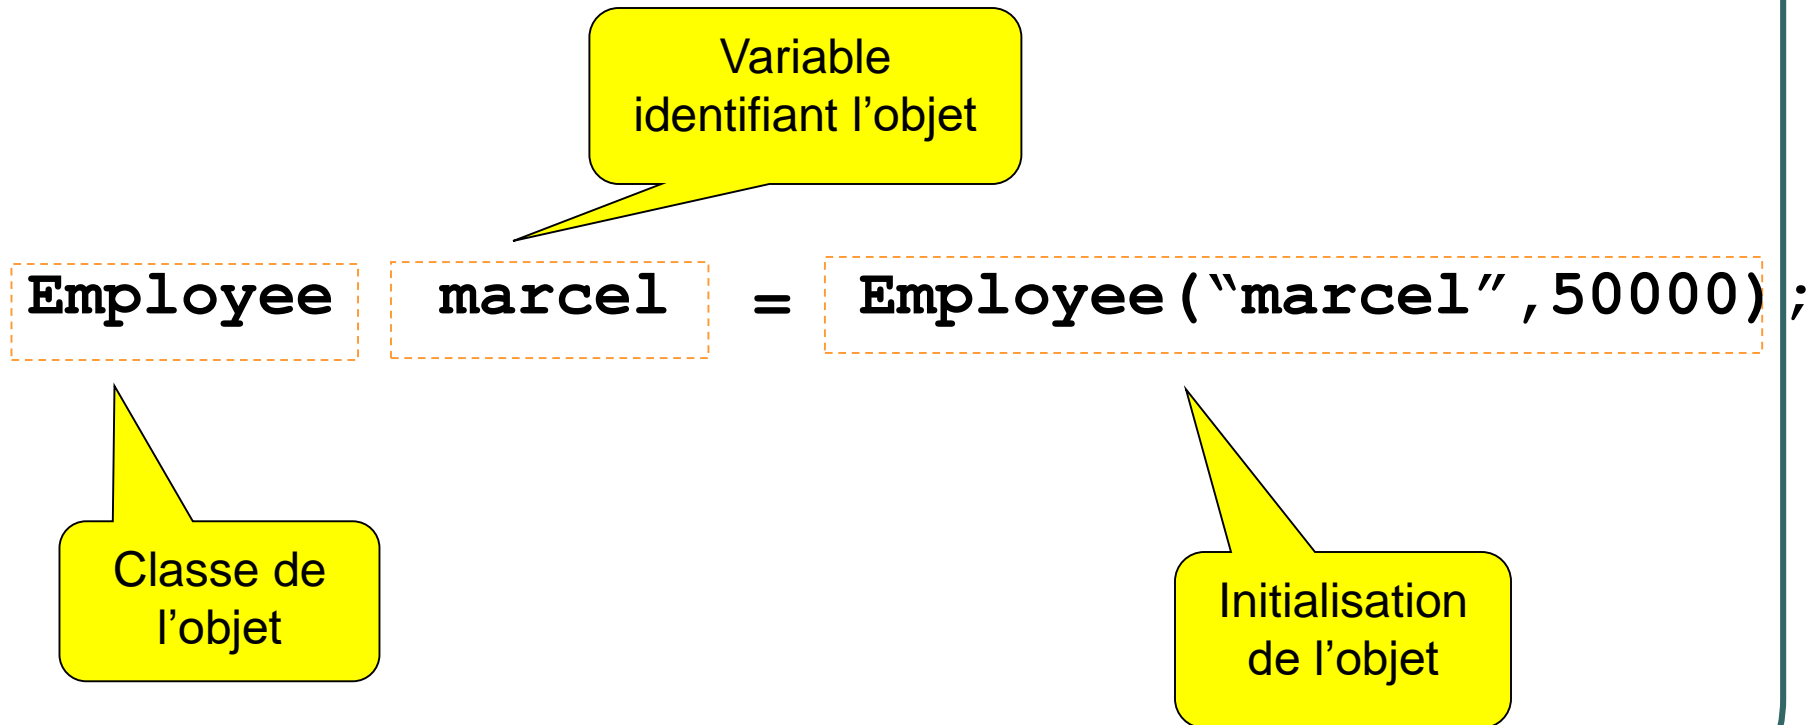 Variable
identifiant l’objet
Employee marcel = Employee(“marcel”,50000);
Classe de
l’objet
Initialisation
de l’objet